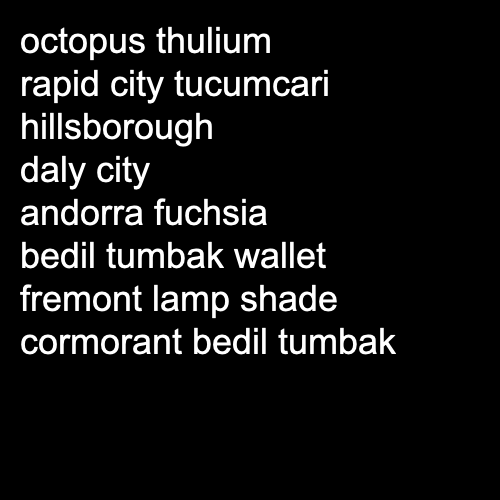 octopus thulium
rapid city tucumcari
hillsborough
daly city
andorra fuchsia
bedil tumbak wallet
fremont lamp shade
cormorant bedil tumbak